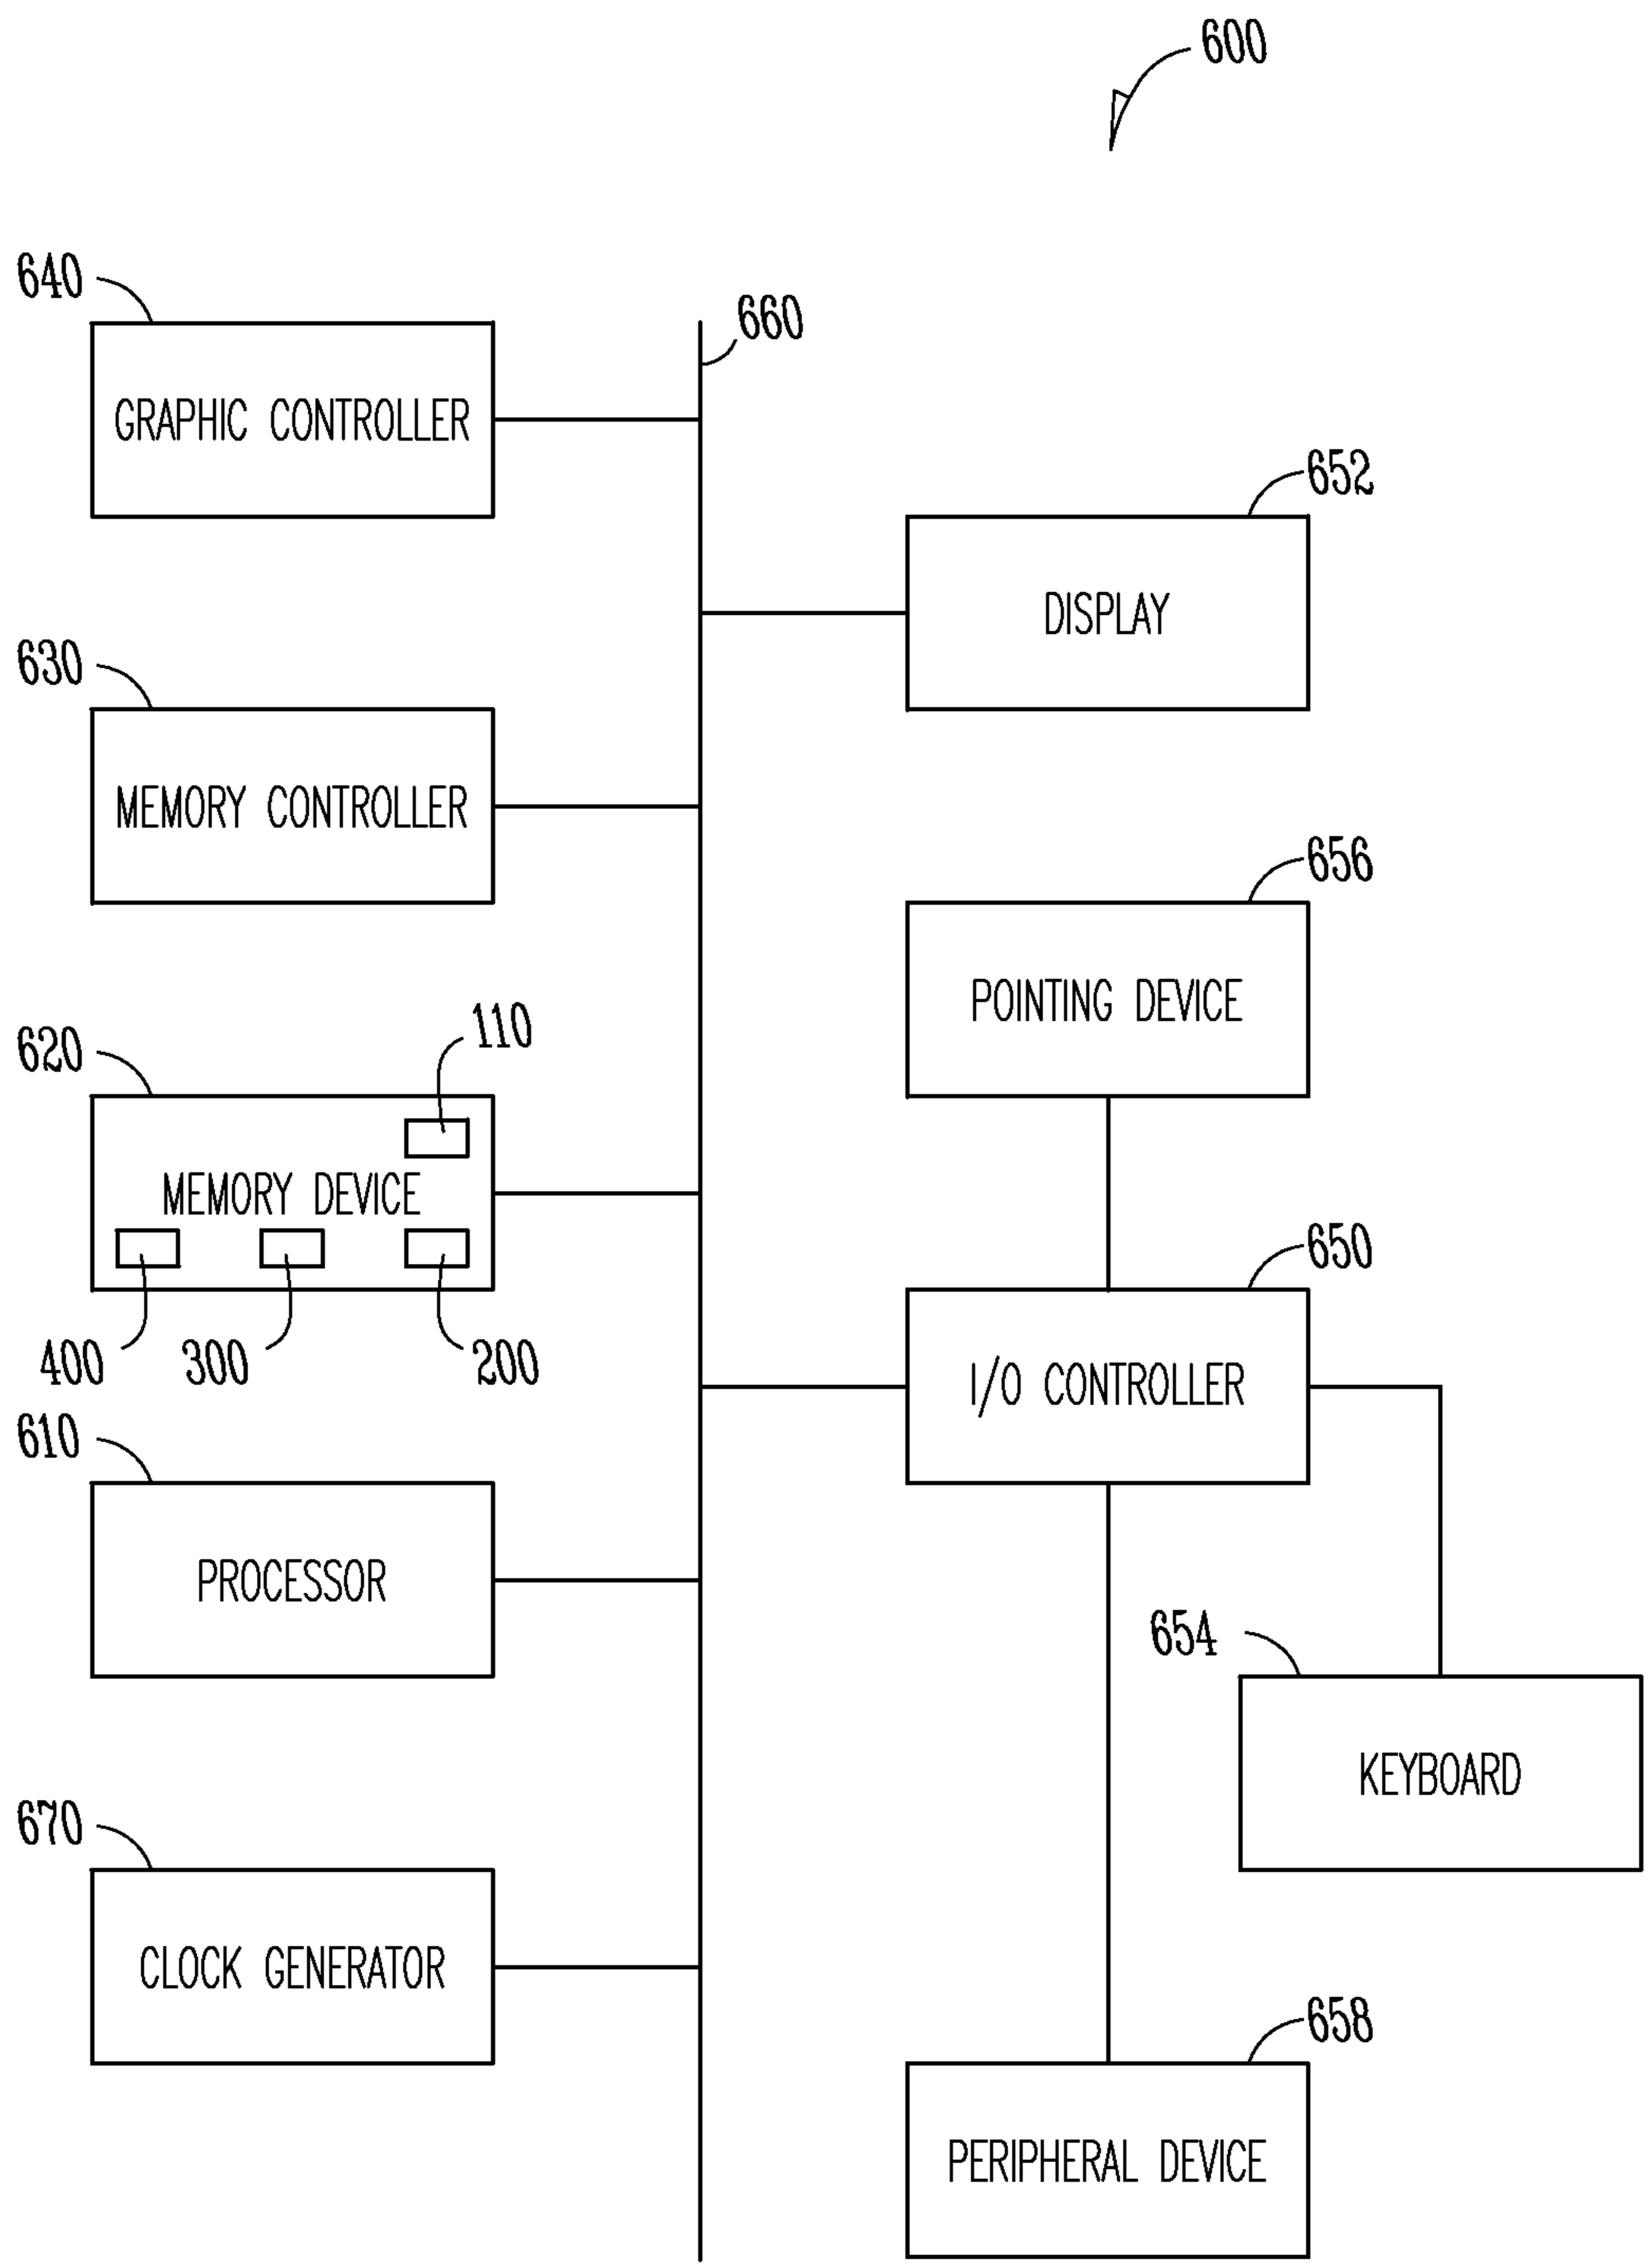 600
640
660
GRAPHIC CONTROLLER
652
DISPLAY
630
MEMORY CONTROLLER
656
POINTING DEVICE
620
110
MEMORY DEVICE
650
400
300
200
I/O CONTROLLER
610
PROCESSOR
654
KEYBOARD
670
CLOCK GENERATOR
658
PERIPHERAL DEVICE